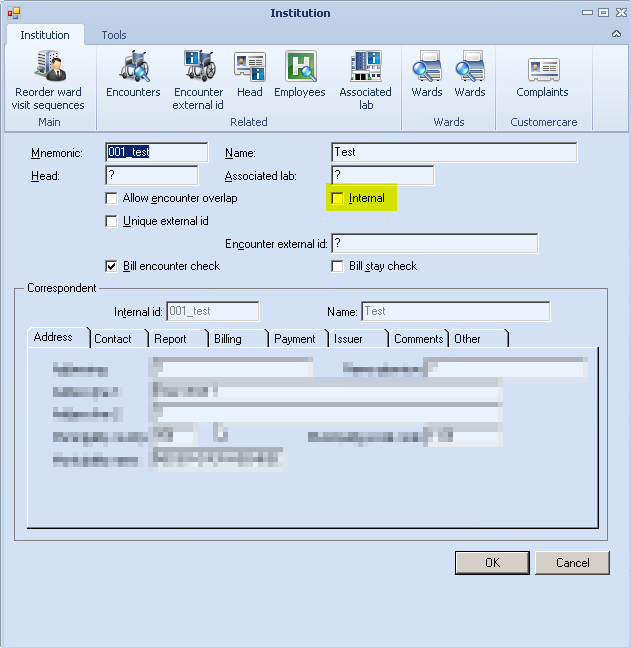 Institution
Institution Tools
Reorder ward
visit sequences
Encounters
Encounter
external id
Head
Employees
Associated
lab
Wards
Wards
Complaints
Main
Related
Wards
Customercare
Mnemonic: 001_test Name: Test
Head: ? Associated lab: ?
Allow encounter overlap Internal
Unique external id
Encounter external id: ?
Bill encounter check Bill stay check
Correspondent
Internal id: 001_test Name: Test
Address Contact Report Billing Payment Issuer Comments Other
OK Cancel